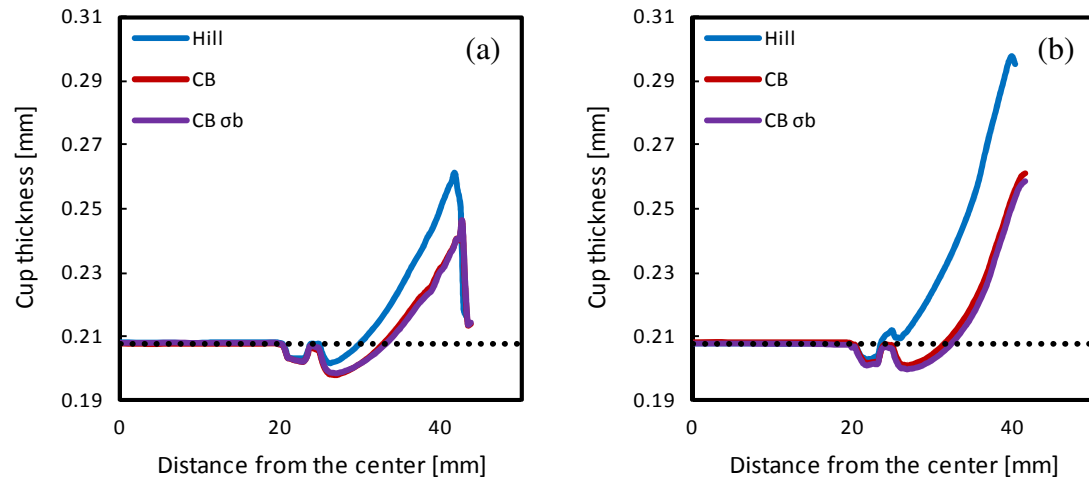 0.31
0.29
0.27
0.25
0.23
0.21
0.19
Cup thickness [mm]
Hill
CB
CB σb
(a)
0
20
40
Distance from the center [mm]
0.31
0.29
0.27
0.25
0.23
0.21
0.19
Cup thickness [mm]
Hill
CB
CB σb
(b)
0
20
40
Distance from the center [mm]